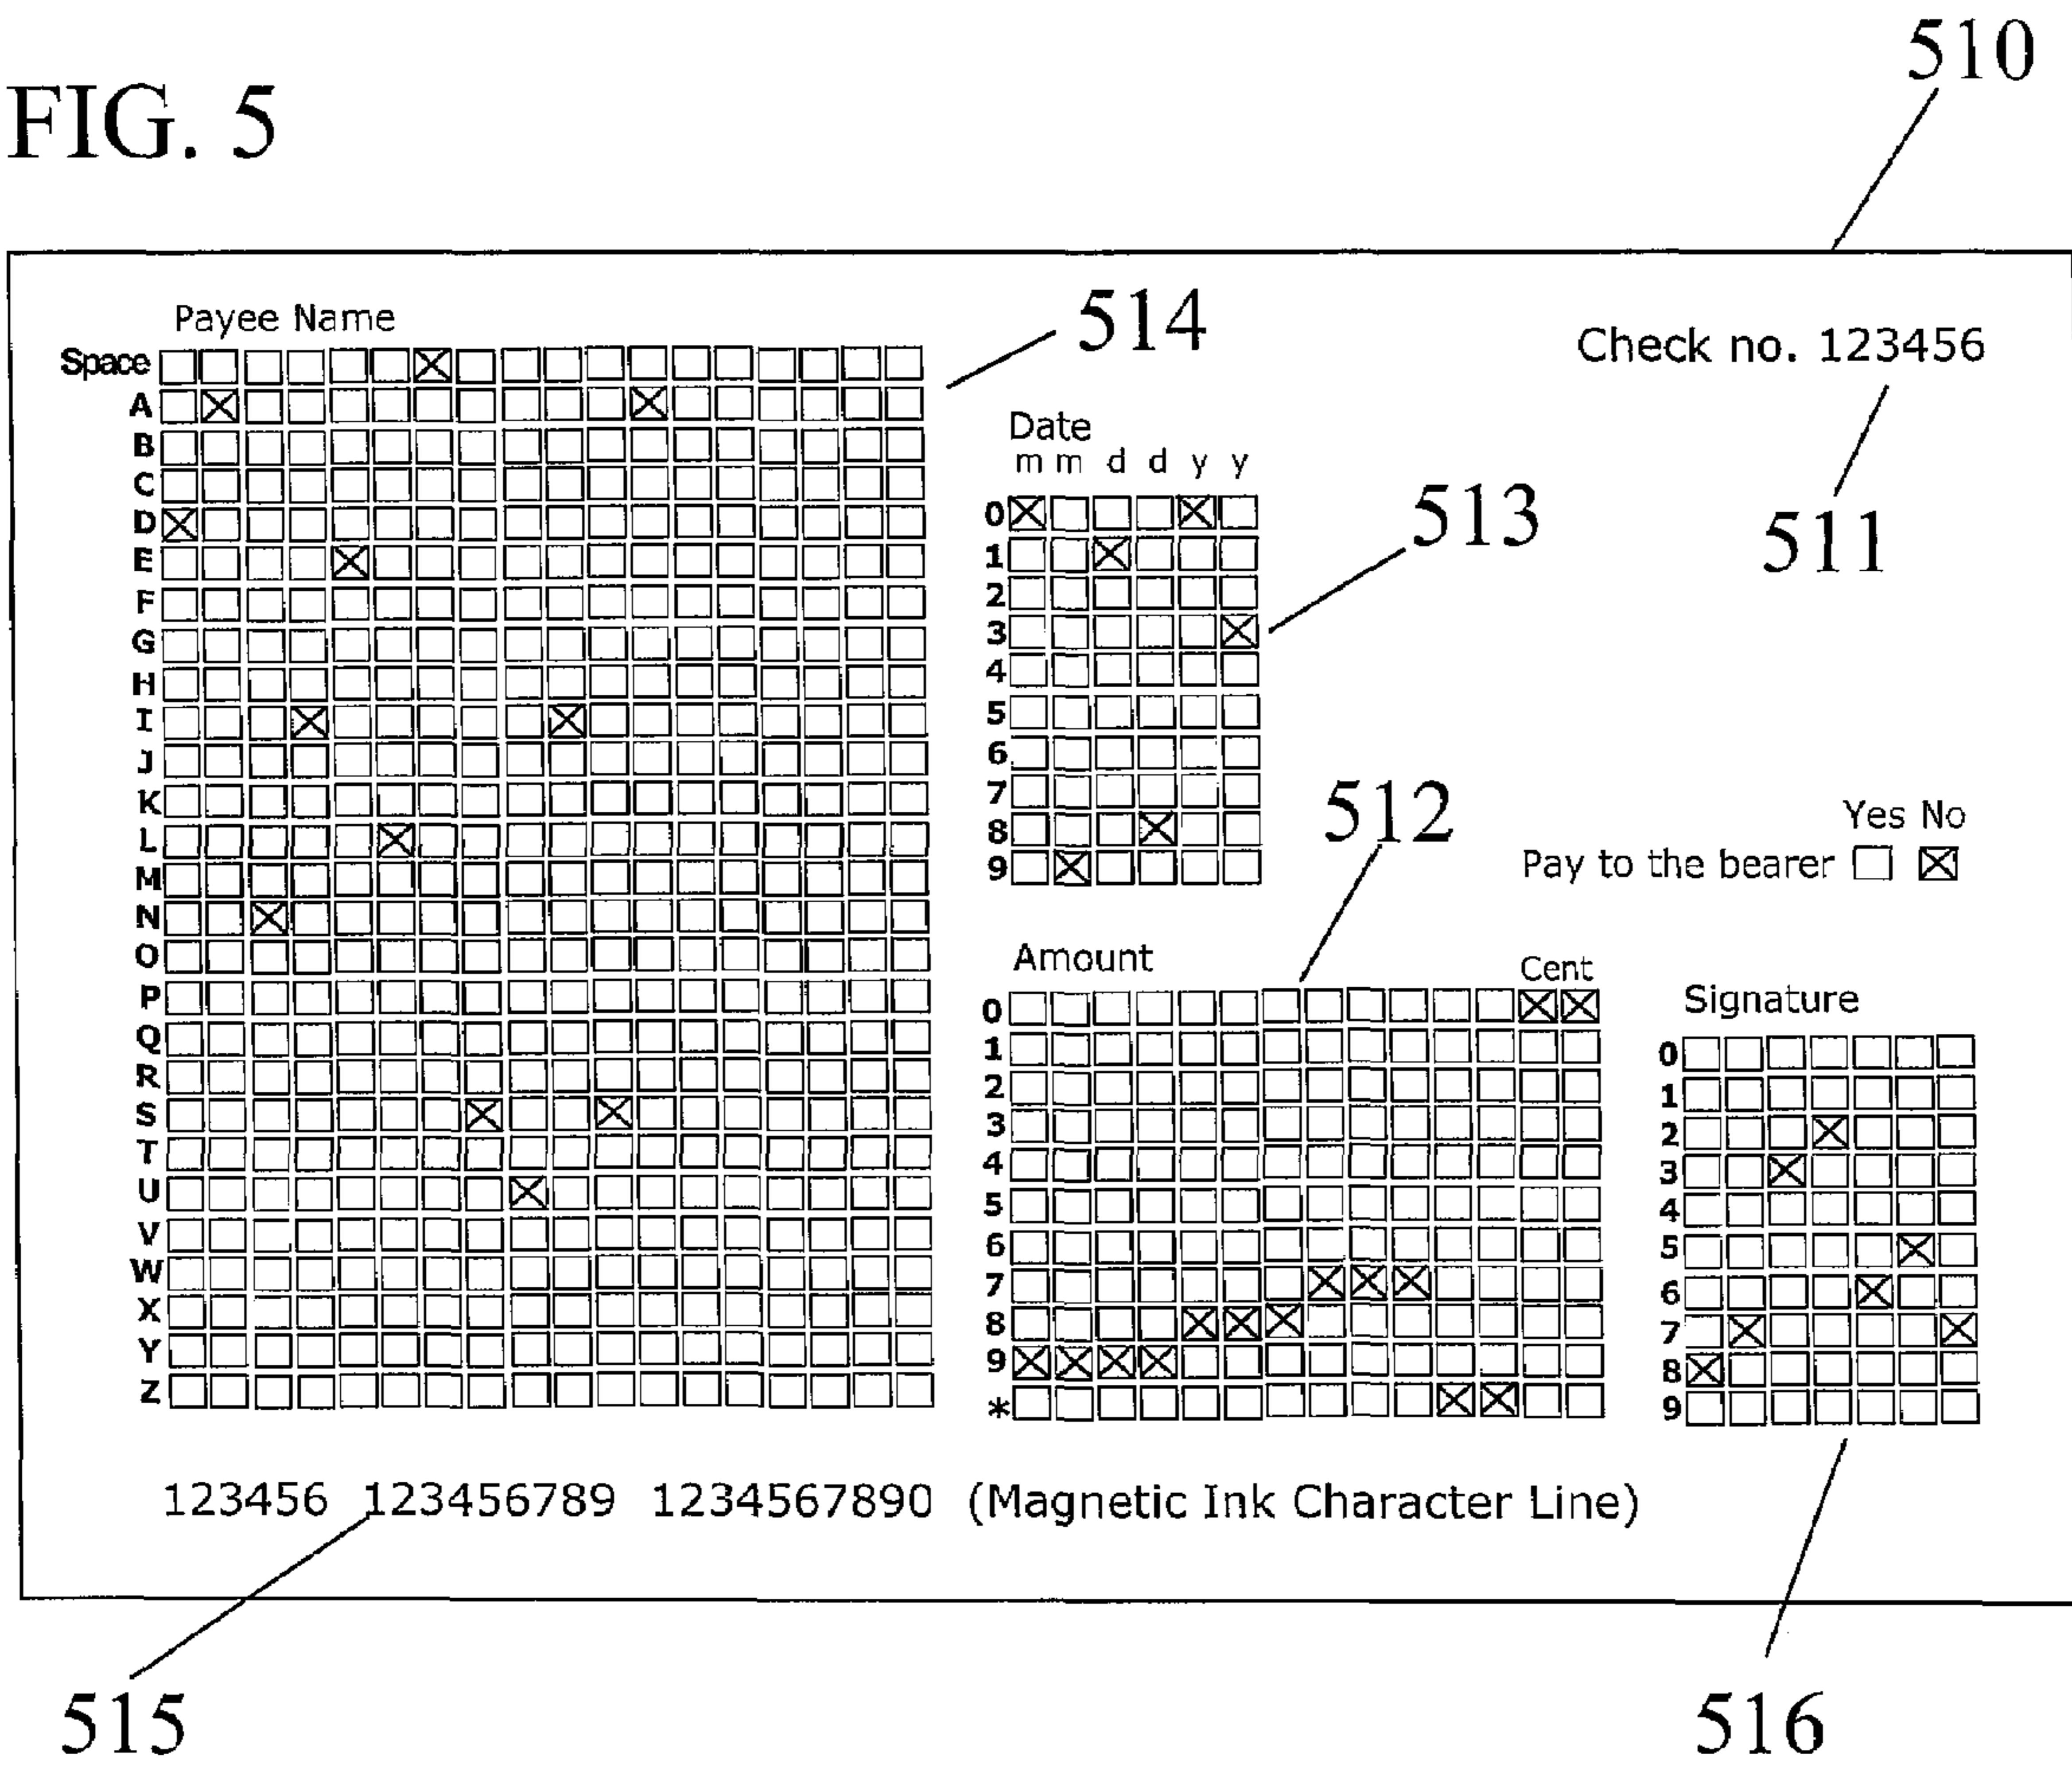 FIG. 5
510
Payee Name
514
Check no. 123456
511
Space
A
B
C
D
E
F
G
H
I
J
K
L
M
N
O
P
Q
R
S
T
U
V
W
X
Y
Z
Date
m m d d y y
513
0
1
2
3
4
5
6
7
8
9
512
Yes No
Pay to the bearer
Amount
Cent
0
1
2
3
4
5
6
7
8
9
*
Signature
0
1
2
3
4
5
6
7
8
9
123456 123456789 1234567890 (Magnetic Ink Character Line)
515
516